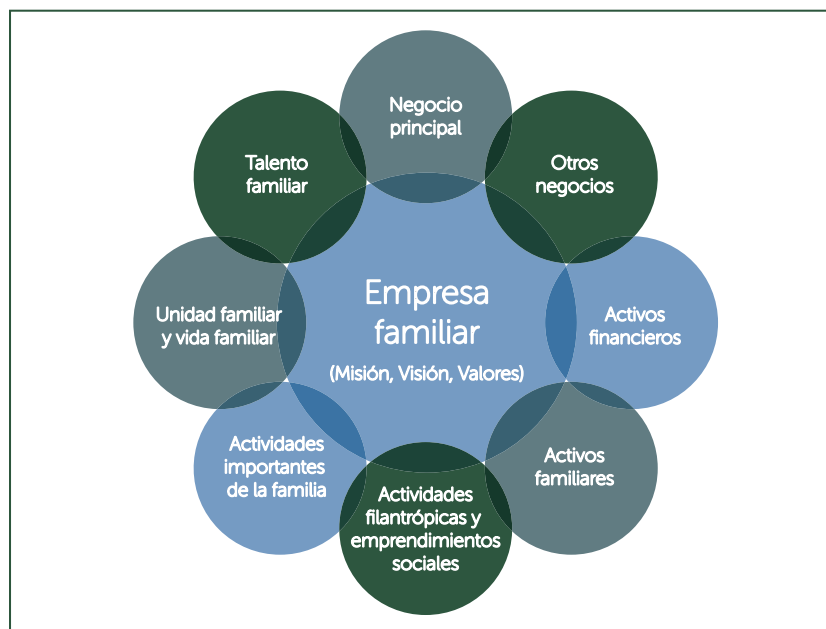 Negocio
principal
Otros
negocios
Activos
financieros
Activos
familiares
Actividades
filantrópicas y
emprendimientos
sociales
Actividades
importantes
de la familia
Unidad familiar
y vida familiar
Talento
familiar
Empresa
familiar
(Misión, Visión, Valores)